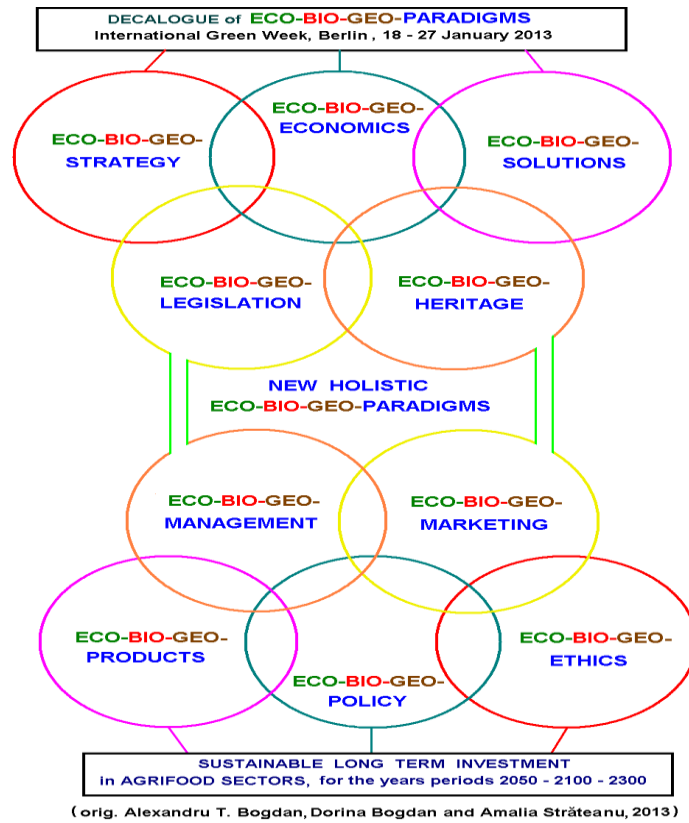 DECALOGUE of ECO-BIO-GEO-PARADIGMS
International Green Week, Berlin , 18 - 27 January 2013
ECO-BIO-GEO-
STRATEGY
ECO-BIO-GEO-
ECONOMICS
ECO-BIO-GEO-
SOLUTIONS
ECO-BIO-GEO-
LEGISLATION
ECO-BIO-GEO-
HERITAGE
NEW HOLISTIC
ECO-BIO-GEO-PARADIGMS
ECO-BIO-GEO-
MANAGEMENT
ECO-BIO-GEO-
MARKETING
ECO-BIO-GEO-
PRODUCTS
ECO-BIO-GEO-
POLICY
ECO-BIO-GEO-
ETHICS
SUSTAINABLE LONG TERM INVESTMENT
in AGRIFOOD SECTORS, for the years periods 2050 - 2100 - 2300
( orig. Alexandru T. Bogdan, Dorina Bogdan and Amalia Străteanu, 2013 )